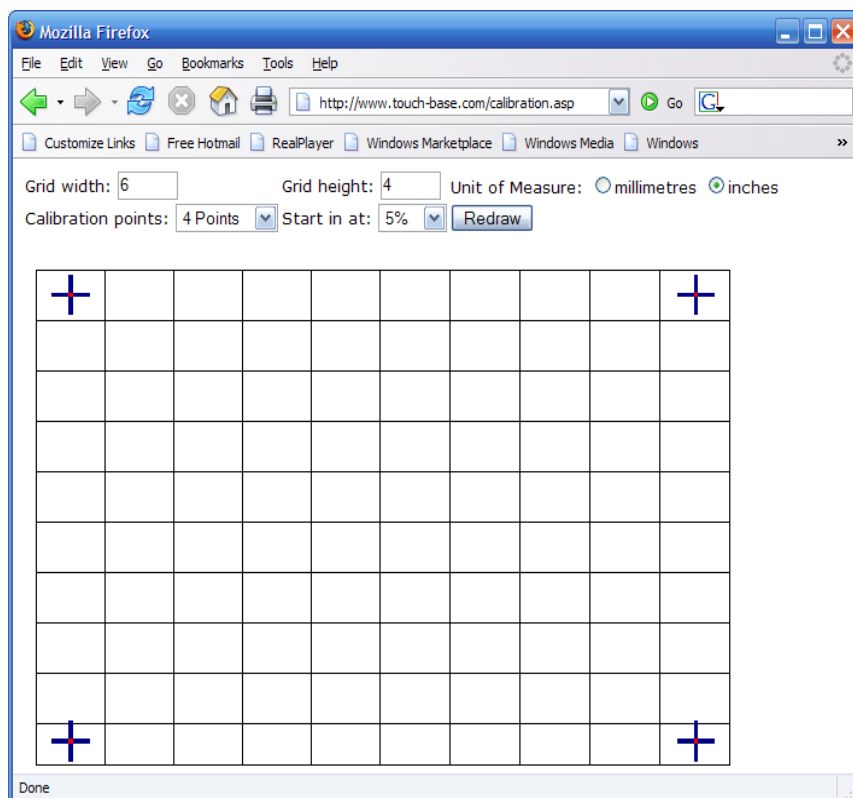 Mozilla Firefox
File Edit View Go Bookmarks Tools Help
http://www.touch-base.com/calibration.asp Go G
Customize Links Free Hotmail RealPlayer Windows Marketplace Windows Media Windows »
Grid width: 6 Grid height: 4 Unit of Measure: millimetres inches
Calibration points: 4 Points Start in at: 5% Redraw
Done